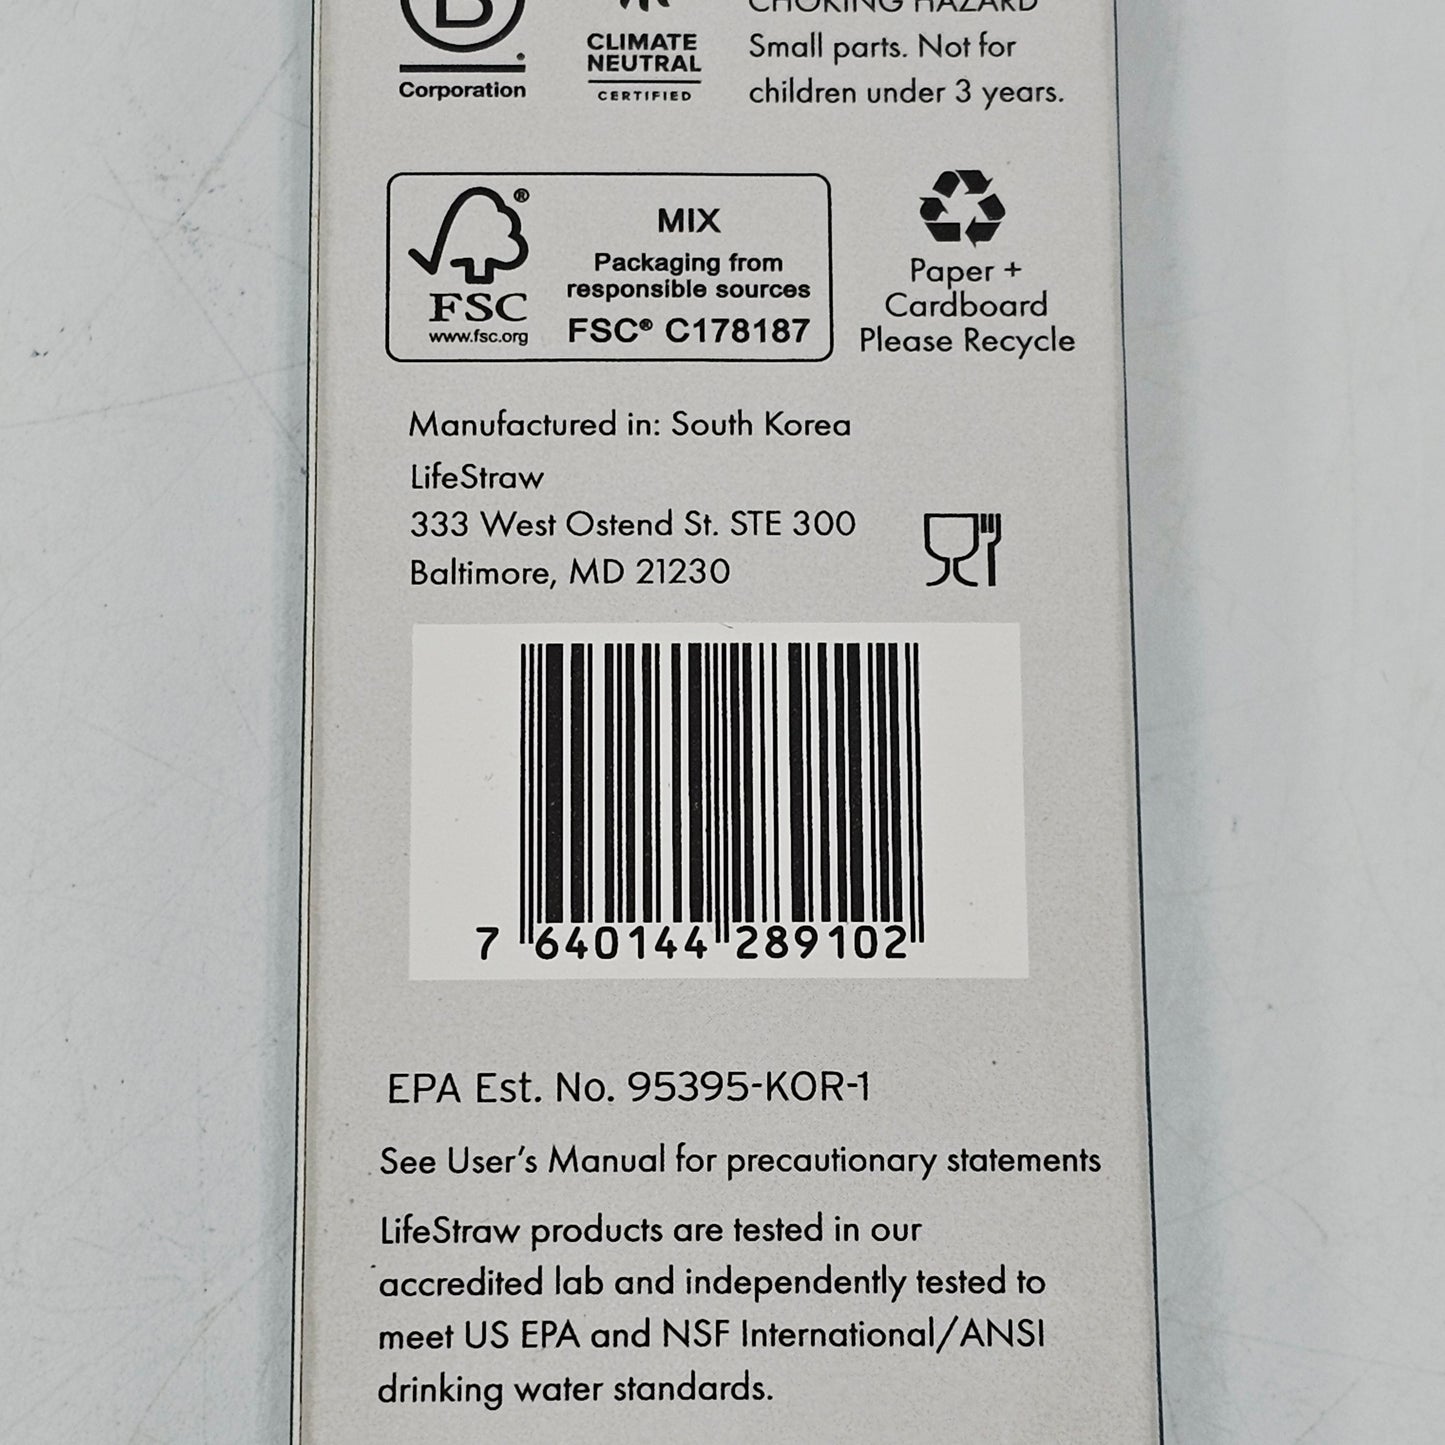 B
Corporation
CLIMATE
NEUTRAL
CERTIFIED
CHOKING HAZARD
Small parts. Not for
children under 3 years.
FSC
www.fsc.org
MIX
Packaging from
responsible sources
FSC® C178187
Paper +
Cardboard
Please Recycle
Manufactured in: South Korea
LifeStraw
333 West Ostend St. STE 300
Baltimore, MD 21230
7 640144 289102
EPA Est. No. 95395-KOR-1
See User's Manual for precautionary statements
LifeStraw products are tested in our
accredited lab and independently tested to
meet US EPA and NSF International/ANSI
drinking water standards.